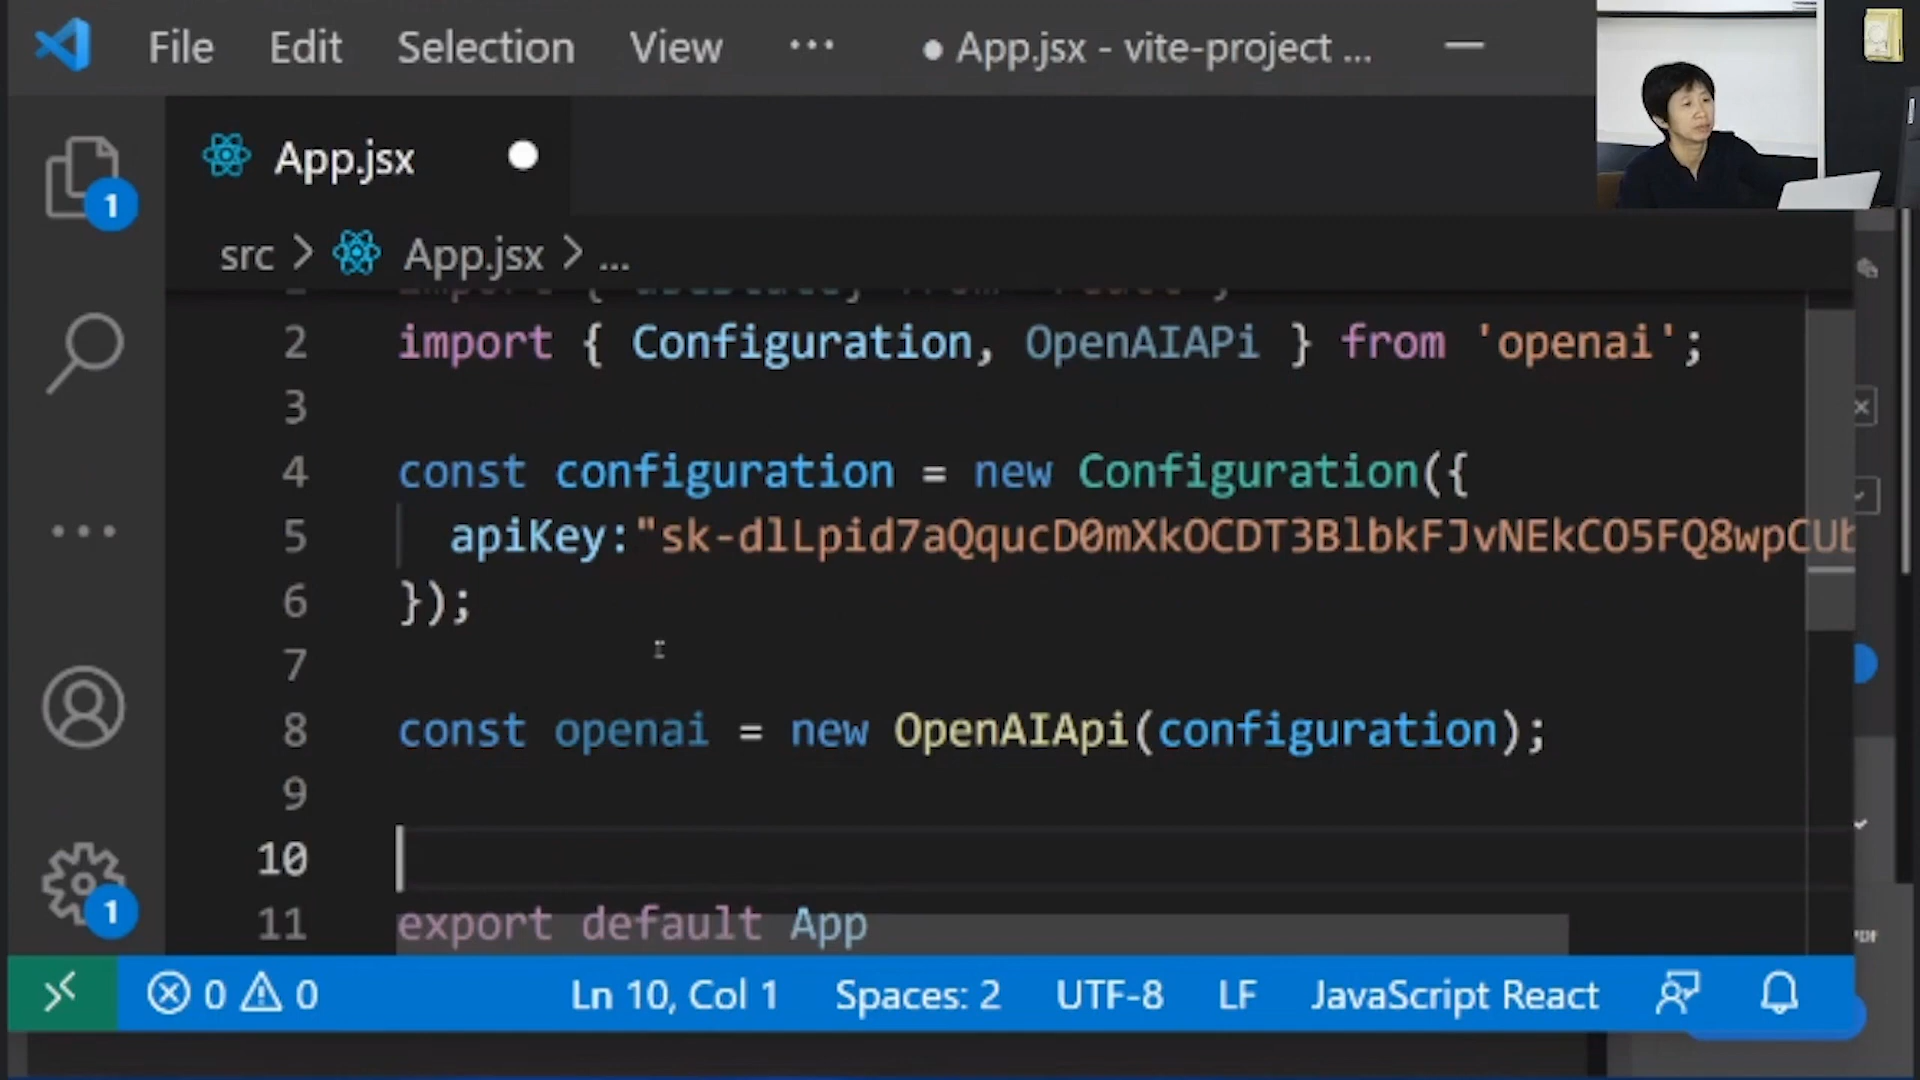 File Edit Selection View ... ● App.jsx - vite-project ...
App.jsx
1
src > App.jsx > ...
2 import { Configuration, OpenAIAPi } from 'openai';
3
4 const configuration = new Configuration({
5 apiKey:"sk-dlLpid7aQqucD0mXkOCDT3BlbkFJvNEkCO5FQ8wpCUb
6 });
7
8 const openai = new OpenAIApi(configuration);
9
10
11 export default App
1
0 0 Ln 10, Col 1 Spaces: 2 UTF-8 LF JavaScript React